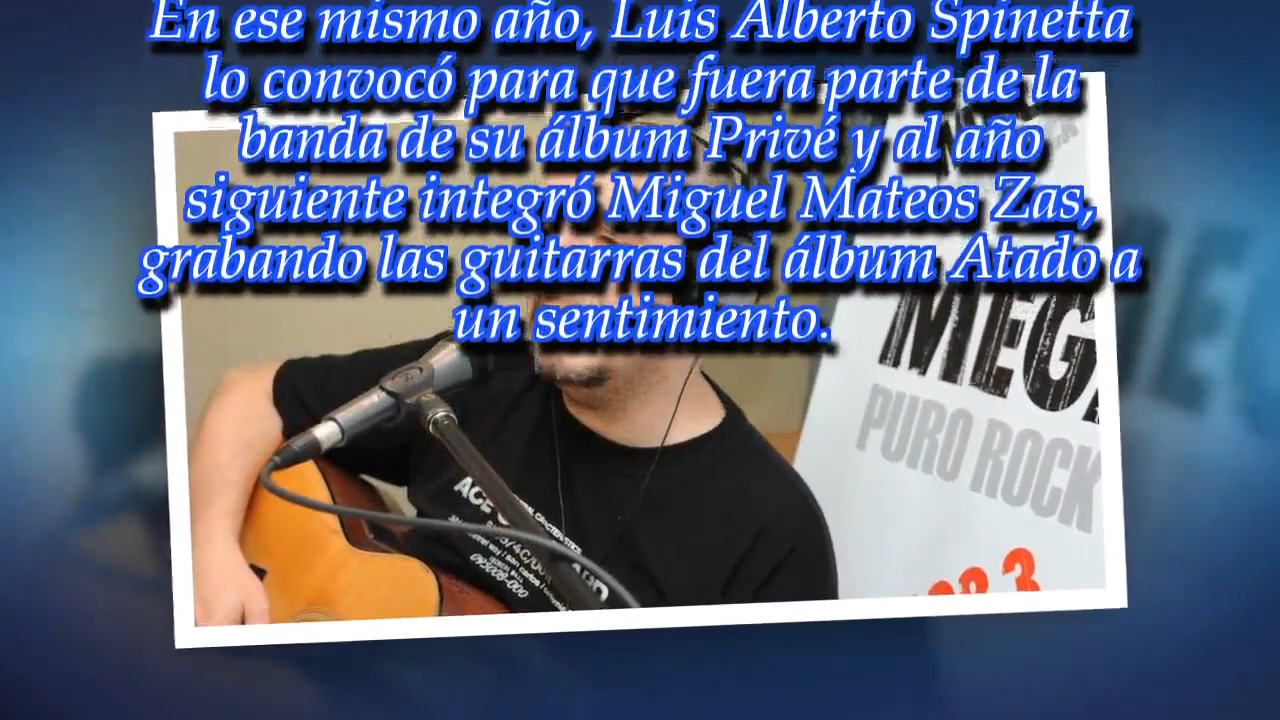 En ese mismo año, Luis Alberto Spinetta
lo convocó para que fuera parte de la
banda de su álbum Privé y al año
siguiente integró Miguel Mateos Zas,
grabando las guitarras del álbum Atado a
un sentimiento.
MEGA
PURO ROCK